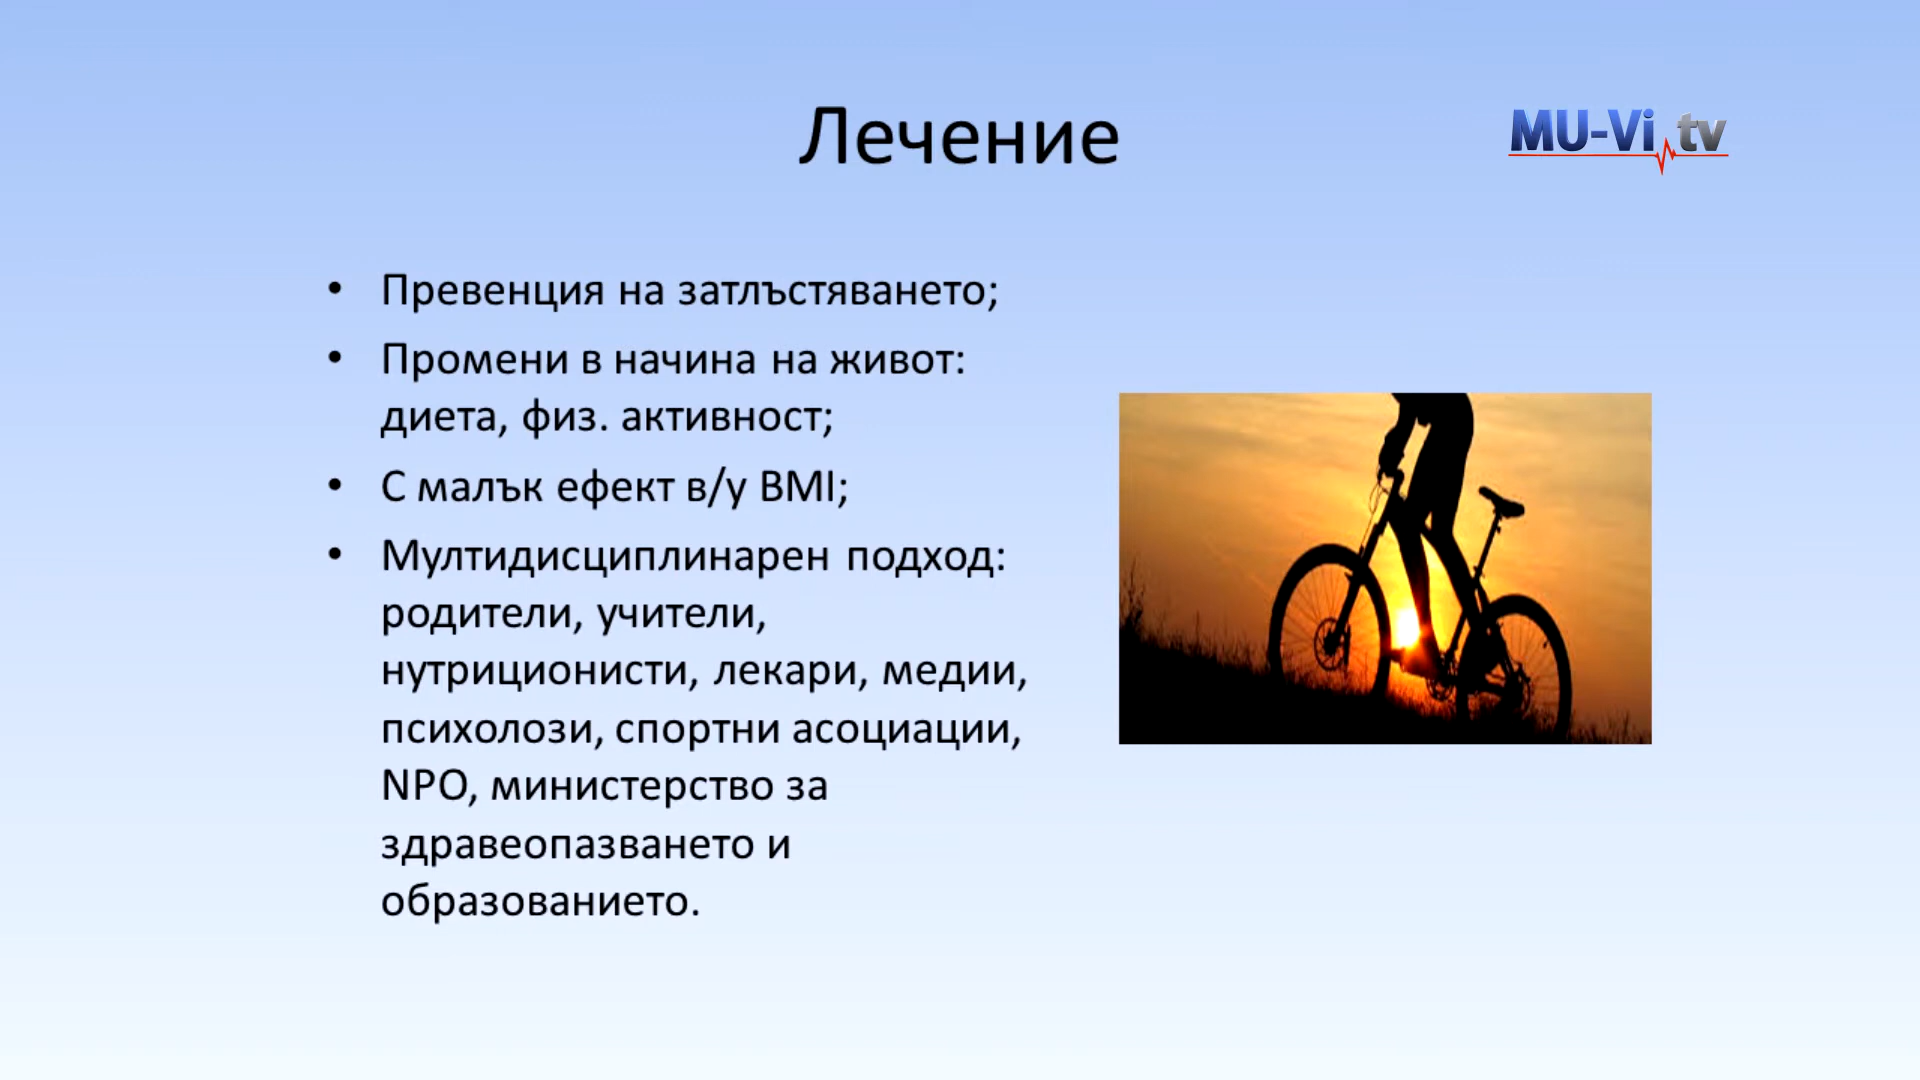 Лечение
MU-Vi.tv
• Превенция на затлъстяването;
• Промени в начина на живот:
диета, физ. активност;
• С малък ефект в/у BMI;
• Мултидисциплинарен подход:
родители, учители,
нутриционисти, лекари, медии,
психолози, спортни асоциации,
NPO, министерство за
здравеопазването и
образованието.